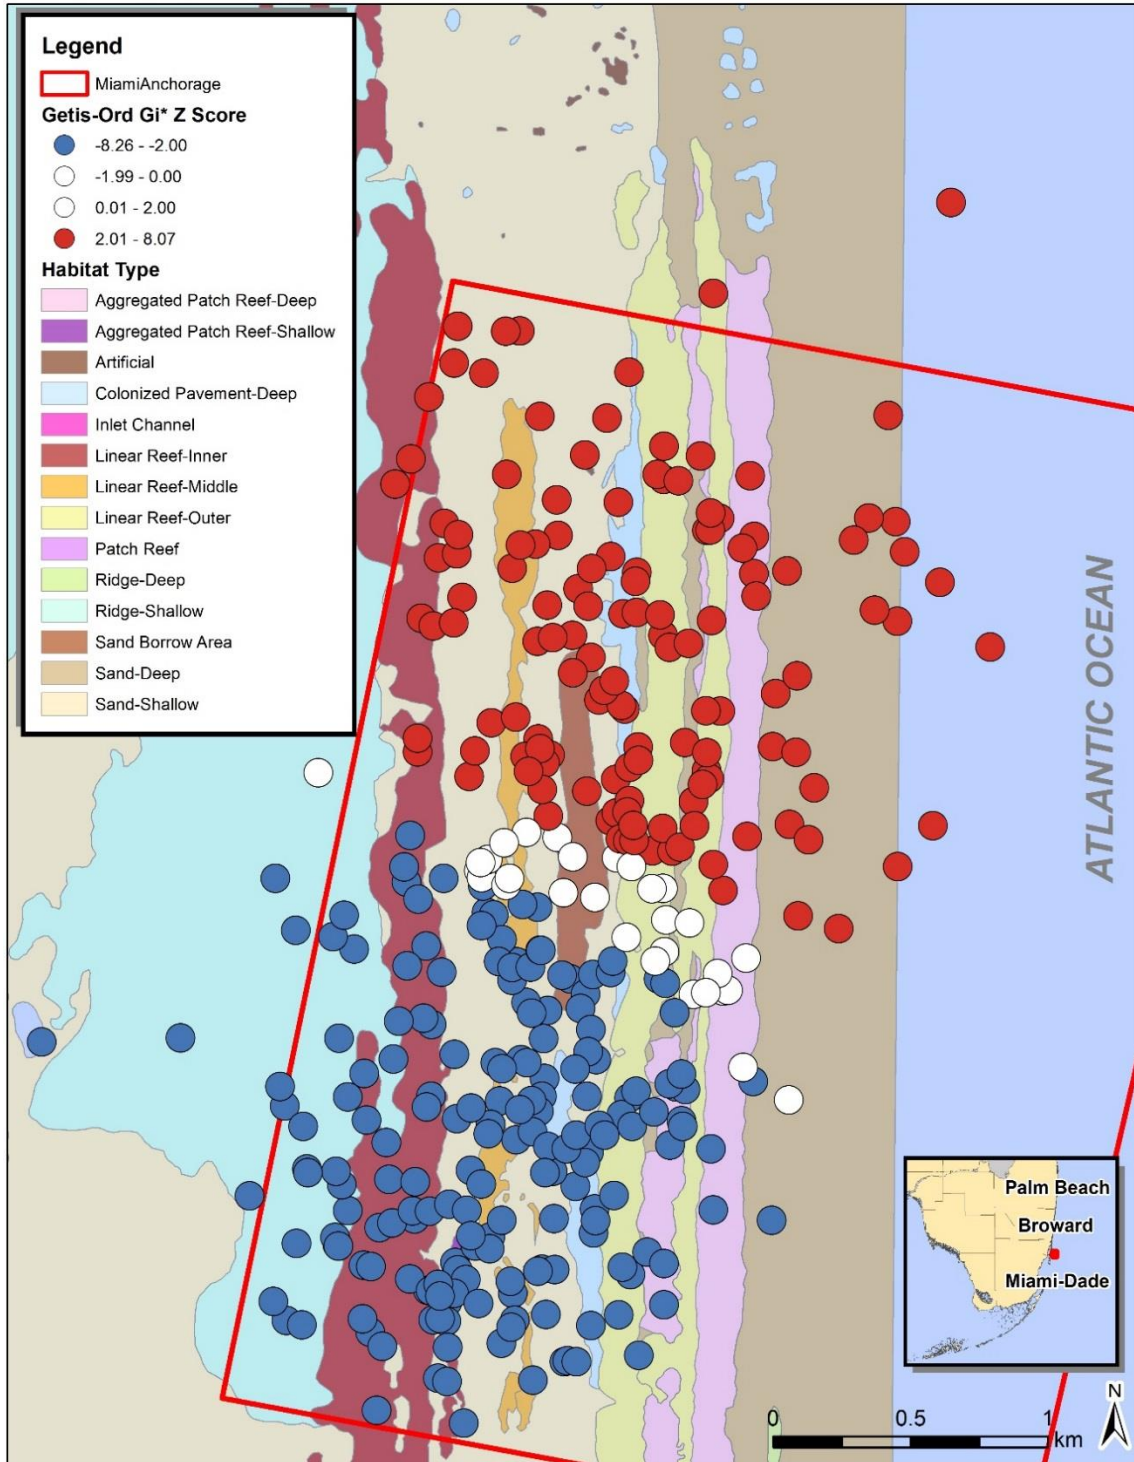 Legend
MiamiAnchorage
Getis-Ord Gi* Z Score
-8.26 - -2.00
-1.99 - 0.00
0.01 - 2.00
2.01 - 8.07
Habitat Type
Aggregated Patch Reef-Deep
Aggregated Patch Reef-Shallow
Artificial
Colonized Pavement-Deep
Inlet Channel
Linear Reef-Inner
Linear Reef-Middle
Linear Reef-Outer
Patch Reef
Ridge-Deep
Ridge-Shallow
Sand Borrow Area
Sand-Deep
Sand-Shallow
ATLANTIC OCEAN
Palm Beach
Broward
Miami-Dade
N
0 0.5 1
km